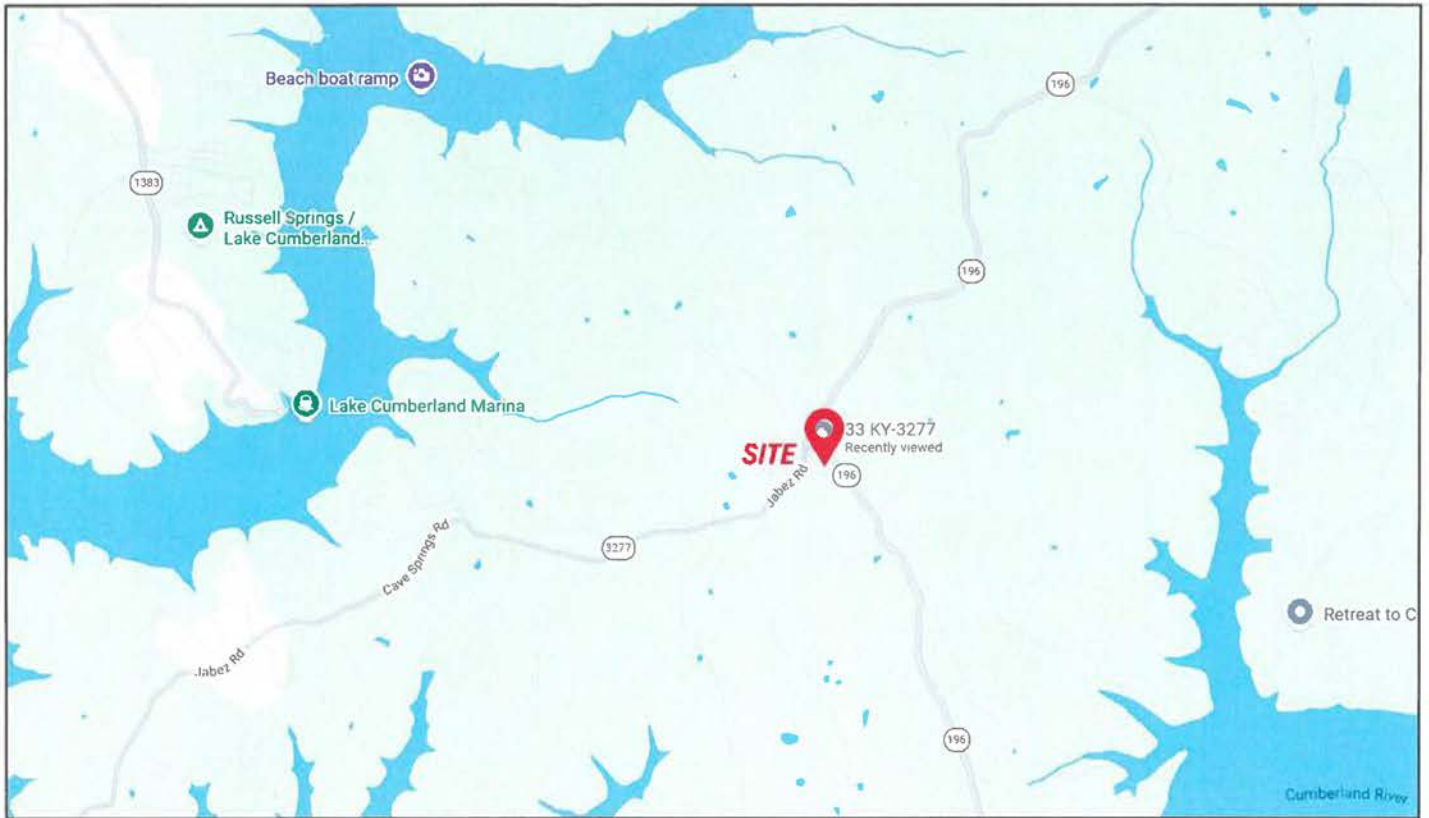 Beach boat ramp
196
1383
Russell Springs /
Lake Cumberland...
196
Lake Cumberland Marina
33 KY-3277
Recently viewed
SITE
196
Jabez Rd
Cave Springs Rd
3277
Retreat to C
Jabez Rd
196
Cumberland River